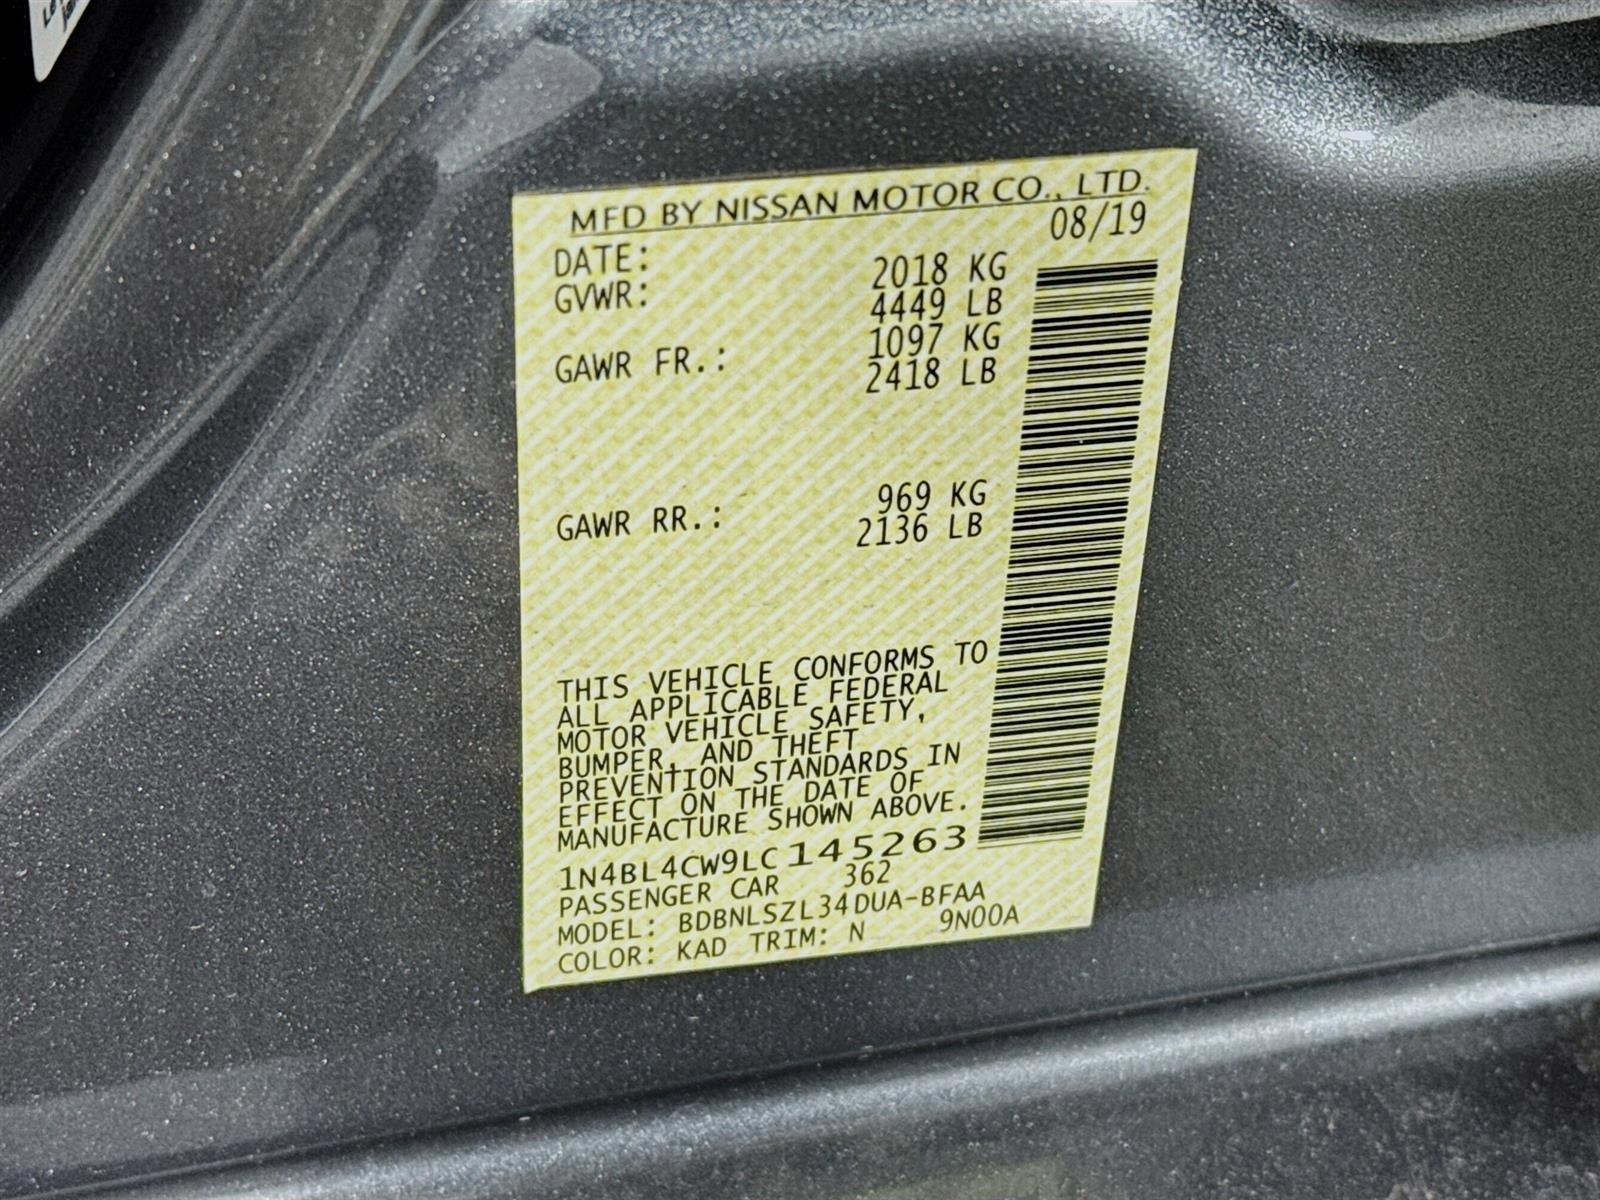 MFD BY NISSAN MOTOR CO., LTD.
DATE: 08/19
GVWR: 2018 KG
4449 LB
GAWR FR.: 1097 KG
2418 LB
GAWR RR.: 969 KG
2136 LB
THIS VEHICLE CONFORMS TO
ALL APPLICABLE FEDERAL
MOTOR VEHICLE SAFETY,
BUMPER, AND THEFT
PREVENTION STANDARDS IN
EFFECT ON THE DATE OF
MANUFACTURE SHOWN ABOVE.
1N4BL4CW9LC145263
PASSENGER CAR 362
MODEL: BDBNLSZL34DUA-BFAA
COLOR: KAD TRIM: N 9N00A